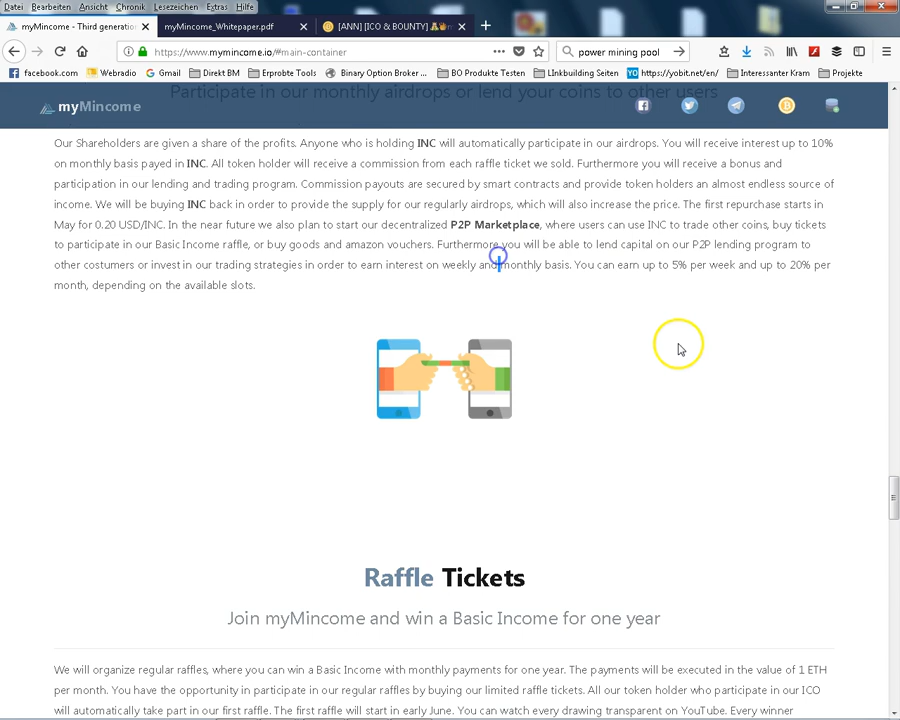 Datei Bearbeiten Ansicht Chronik Lesezeichen Extras Hilfe
myMincome - Third generatio
myMincome_Whitepaper.pdf
[ANN] [ICO & BOUNTY]
https://www.mymincome.io/#main-container
power mining pool
facebook.com Webradio Gmail Direkt BM Erprobte Tools Binary Option Broker ... BO Produkte Testen LInkbuilding Seiten https://yobit.net/en/ Interessanter Kram Projekte
Participate in our monthly airdrops or lend your coins to other users
myMincome
Our Shareholders are given a share of the profits. Anyone who is holding INC will automatically participate in our airdrops. You will receive interest up to 10%
on monthly basis payed in INC. All token holder will receive a commission from each raffle ticket we sold. Furthermore you will receive a bonus and
participation in our lending and trading program. Commission payouts are secured by smart contracts and provide token holders an almost endless source of
income. We will be buying INC back in order to provide the supply for our regularly airdrops, which will also increase the price. The first repurchase starts in
May for 0.20 USD/INC. In the near future we also plan to start our decentralized P2P Marketplace, where users can use INC to trade other coins, buy tickets
to participate in our Basic Income raffle, or buy goods and amazon vouchers. Furthermore you will be able to lend capital on our P2P lending program to
other costumers or invest in our trading strategies in order to earn interest on weekly and monthly basis. You can earn up to 5% per week and up to 20% per
month, depending on the available slots.
Raffle Tickets
Join myMincome and win a Basic Income for one year
We will organize regular raffles, where you can win a Basic Income with monthly payments for one year. The payments will be executed in the value of 1 ETH
per month. You have the opportunity in participate in our regular raffles by buying our limited raffle tickets. All our token holder who participate in our ICO
will automatically take part in our first raffle. The first raffle will start in early June. You can watch every drawing transparent on YouTube. Every winner